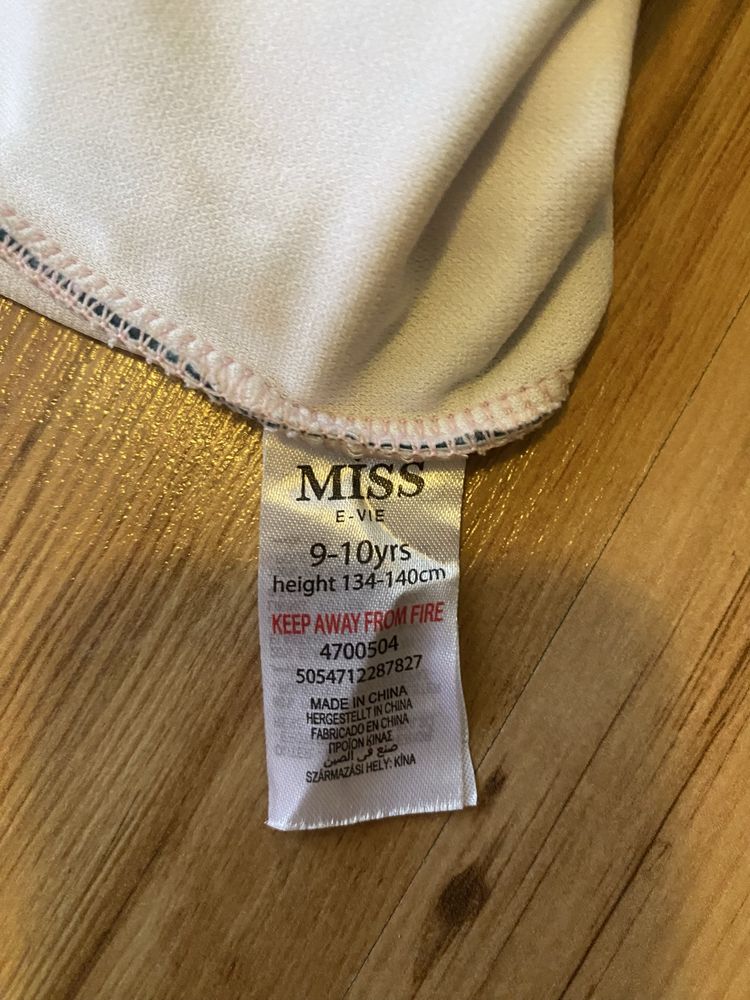 MISS
E-VIE
9-10yrs
height 134-140cm
KEEP AWAY FROM FIRE
4700504
5054712287827
MADE IN CHINA
HERGESTELLT IN CHINA
FABRICADO EN CHINA
ΠΡΟΪΟΝ ΚΙΝΑΣ
صنع في الصين
SZÁRMAZÁSI HELY: KÍNA